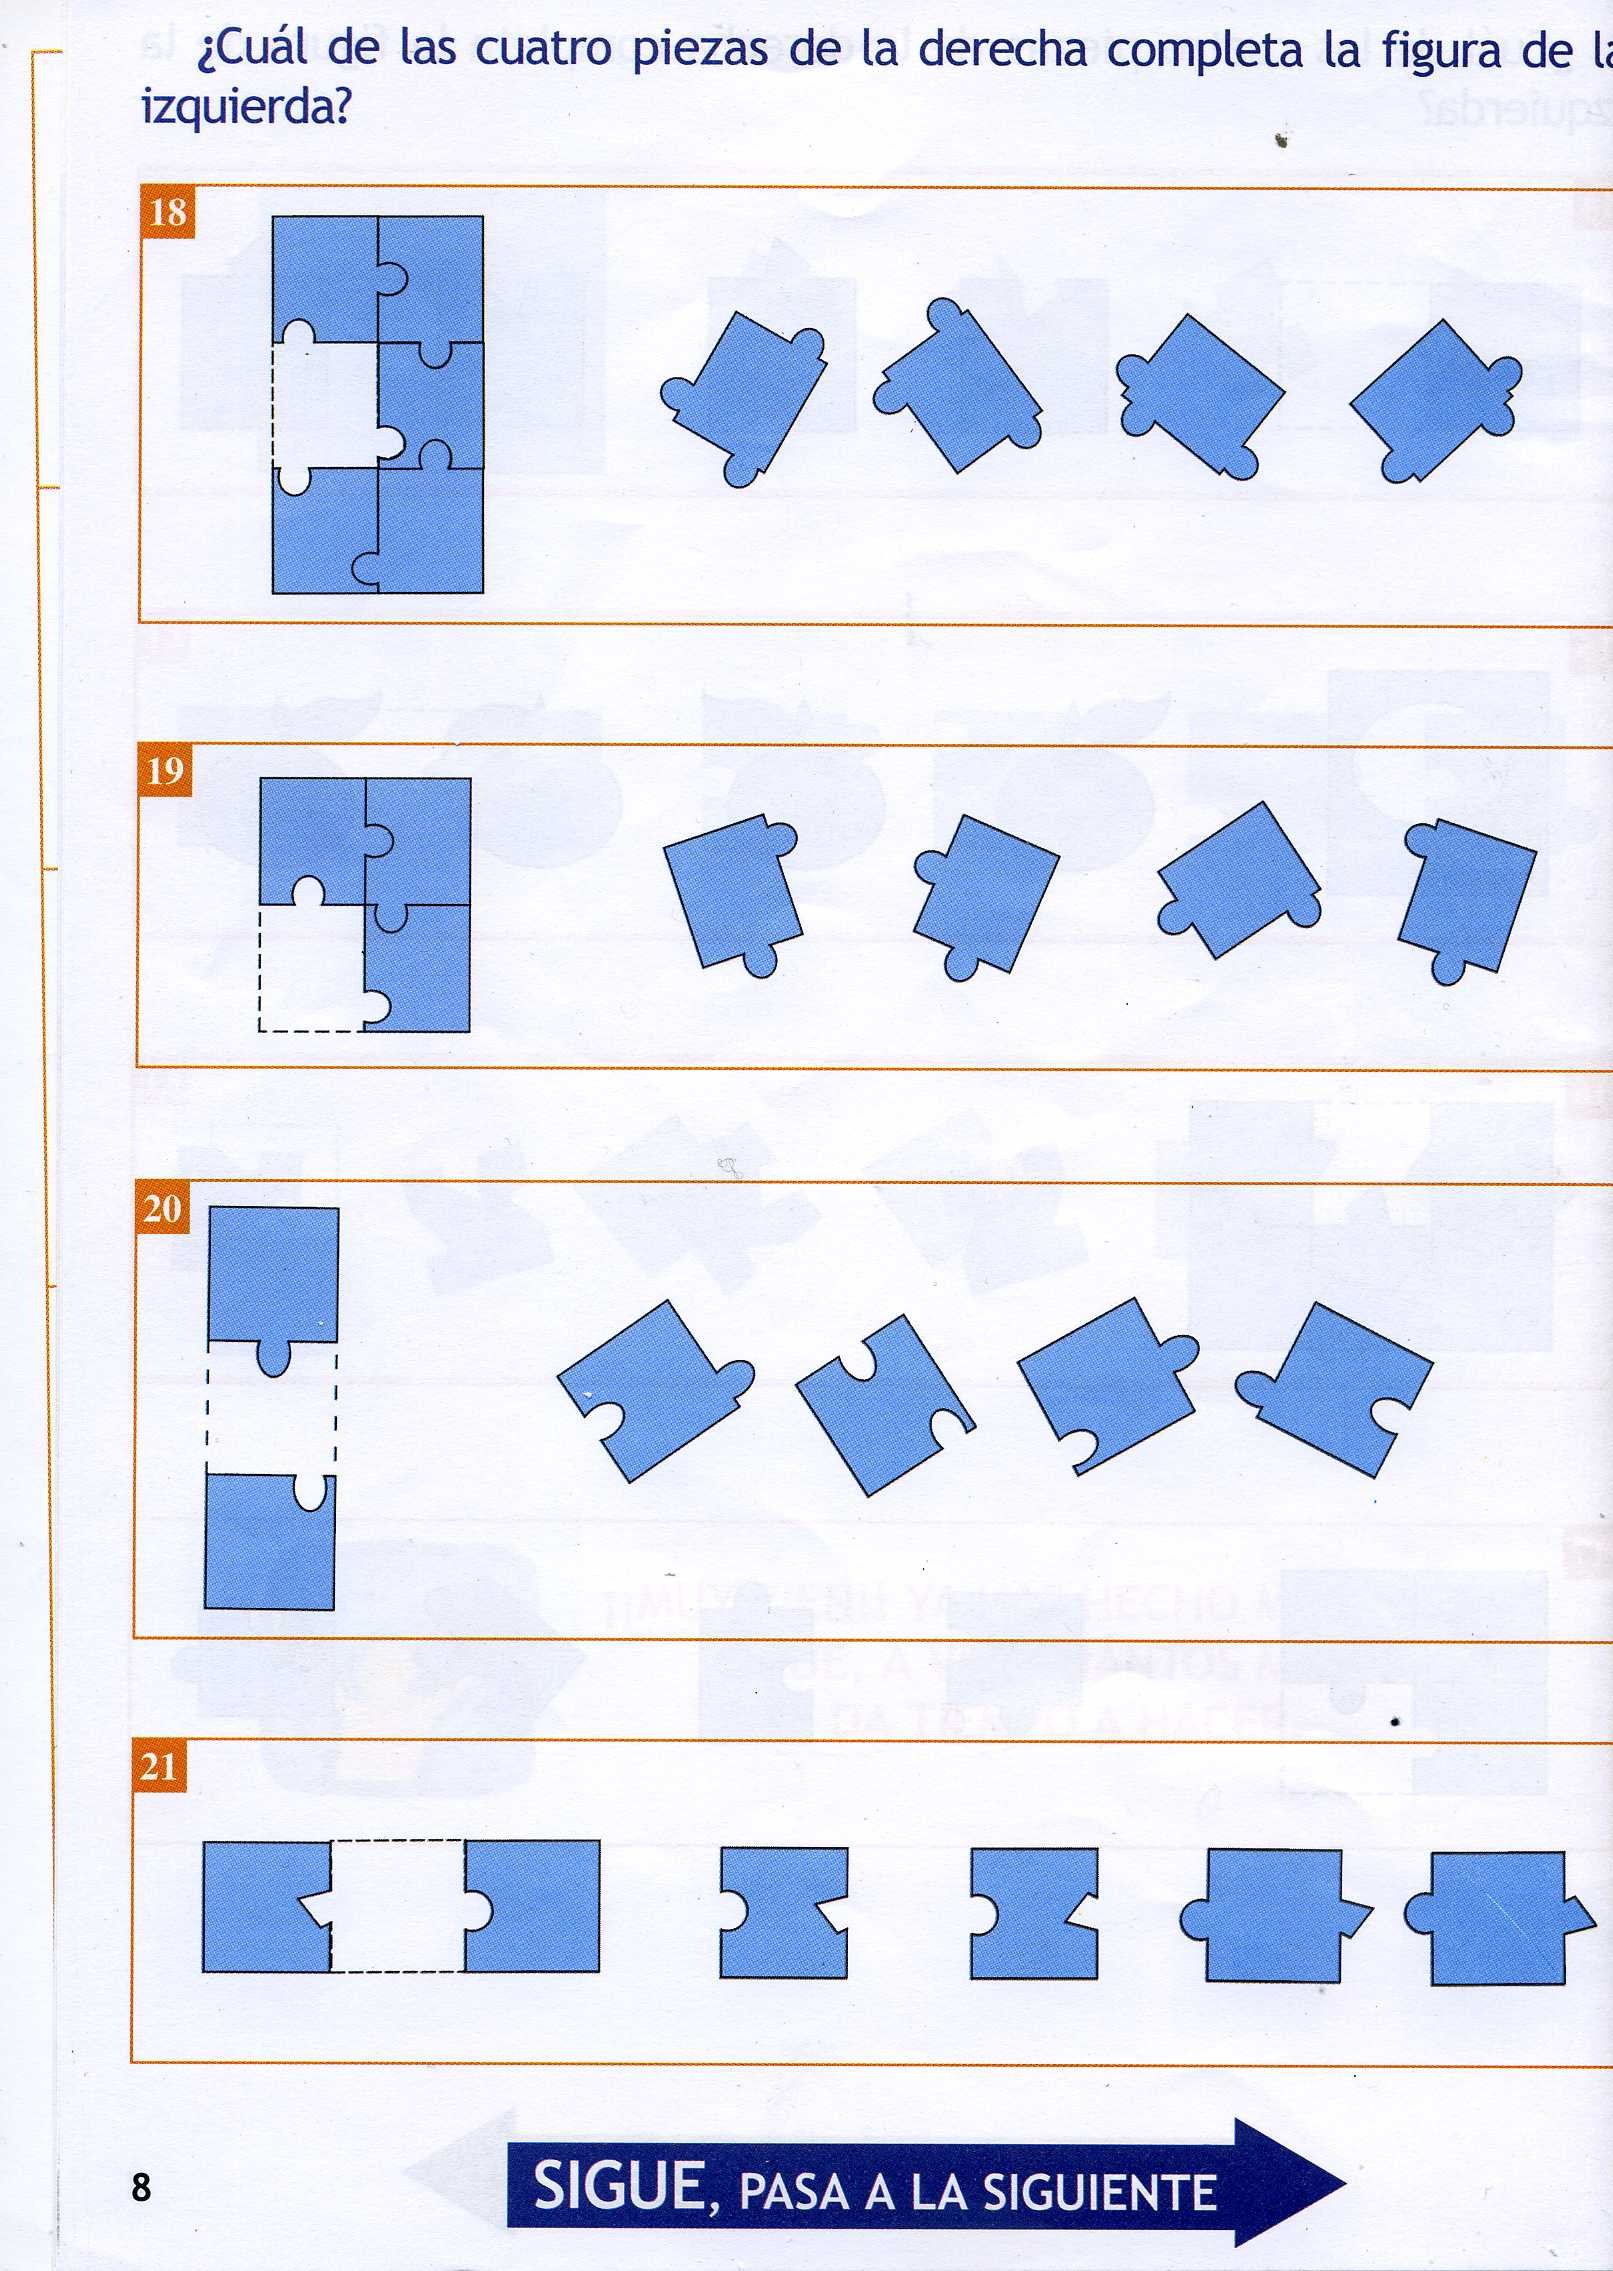 ¿Cuál de las cuatro piezas de la derecha completa la figura de la
izquierda?
18
19
20
21
8
SIGUE, PASA A LA SIGUIENTE